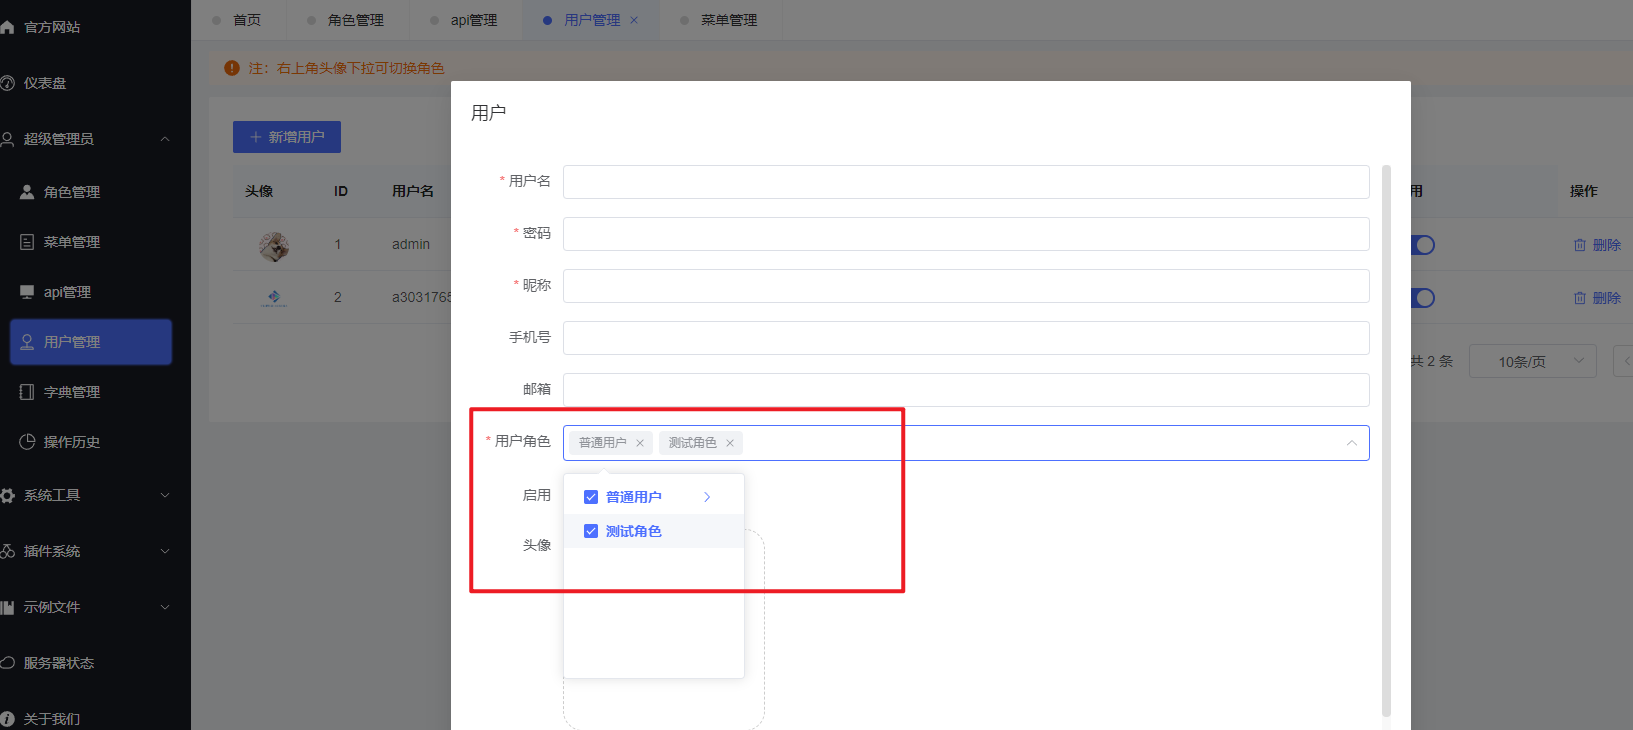 官方网站
仪表盘
超级管理员
角色管理
菜单管理
api管理
用户管理
字典管理
操作历史
系统工具
插件系统
示例文件
服务器状态
关于我们
首页
角色管理
api管理
用户管理
菜单管理
注：右上角头像下拉可切换角色
新增用户
头像 ID 用户名 用 操作
1 admin 删除
2 a3031765 删除
共 2 条 10条/页
用户
* 用户名
* 密码
* 昵称
手机号
邮箱
* 用户角色 普通用户 测试角色
启用
普通用户
测试角色
头像